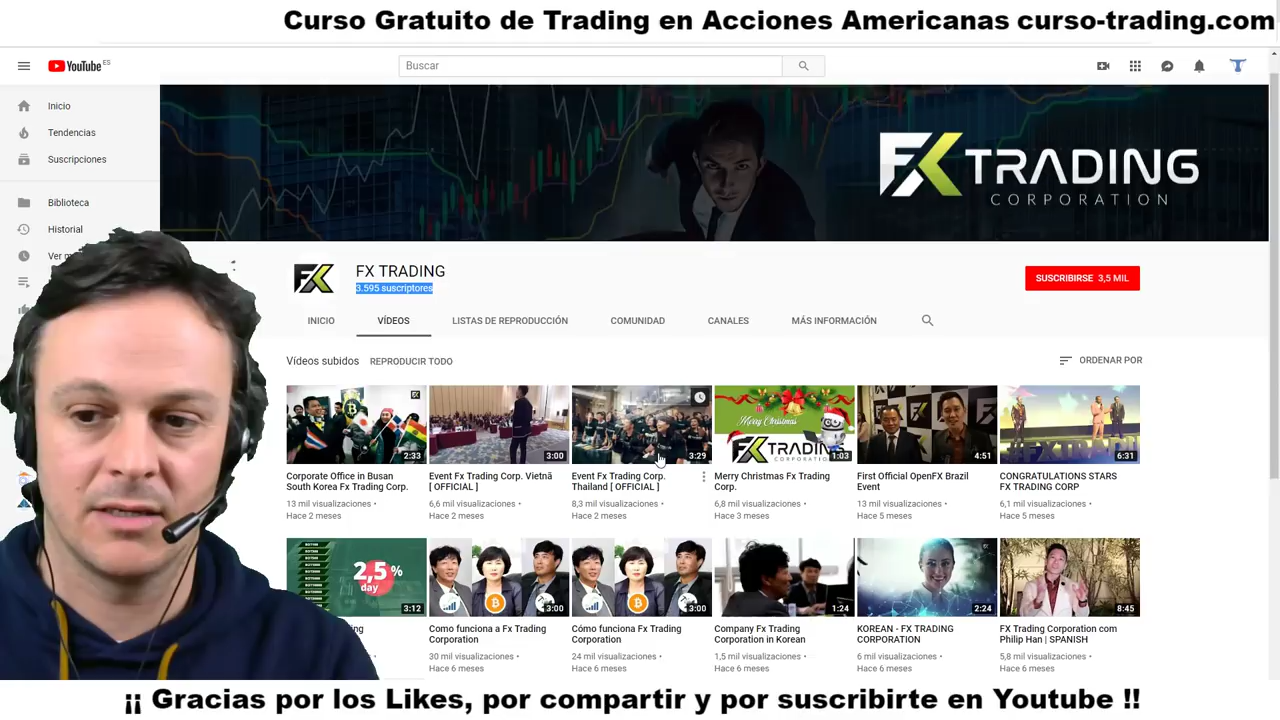 Curso Gratuito de Trading en Acciones Americanas curso-trading.com
YouTube ES
Buscar
Inicio
Tendencias
Suscripciones
Biblioteca
Historial
Ver m
FX TRADING
CORPORATION
FX
FX TRADING
3.595 suscriptores
SUSCRIBIRSE 3,5 MIL
INICIO
VÍDEOS
LISTAS DE REPRODUCCIÓN
COMUNIDAD
CANALES
MÁS INFORMACIÓN
Vídeos subidos
REPRODUCIR TODO
ORDENAR POR
2:33
3:00
3:29
Merry Christmas
FX TRADING
1:03
4:51
6:31
Corporate Office in Busan
South Korea Fx Trading Corp.
13 mil visualizaciones •
Hace 2 meses
Event Fx Trading Corp. Vietnã
[ OFFICIAL ]
6,6 mil visualizaciones •
Hace 2 meses
Event Fx Trading Corp.
Thailand [ OFFICIAL ]
8,3 mil visualizaciones •
Hace 2 meses
Merry Christmas Fx Trading
Corp.
6,8 mil visualizaciones •
Hace 3 meses
First Official OpenFX Brazil
Event
13 mil visualizaciones •
Hace 5 meses
CONGRATULATIONS STARS
FX TRADING CORP
6,1 mil visualizaciones •
Hace 5 meses
2,5 %
day
3:12
3:00
3:00
1:24
2:24
8:45
Como funciona a Fx Trading
Corporation
30 mil visualizaciones •
Hace 6 meses
Cómo funciona Fx Trading
Corporation
24 mil visualizaciones •
Hace 6 meses
Company Fx Trading
Corporation in Korean
1,5 mil visualizaciones •
Hace 6 meses
KOREAN - FX TRADING
CORPORATION
6 mil visualizaciones •
Hace 6 meses
FX Trading Corporation com
Philip Han | SPANISH
5,8 mil visualizaciones •
Hace 6 meses
¡¡ Gracias por los Likes, por compartir y por suscribirte en Youtube !!